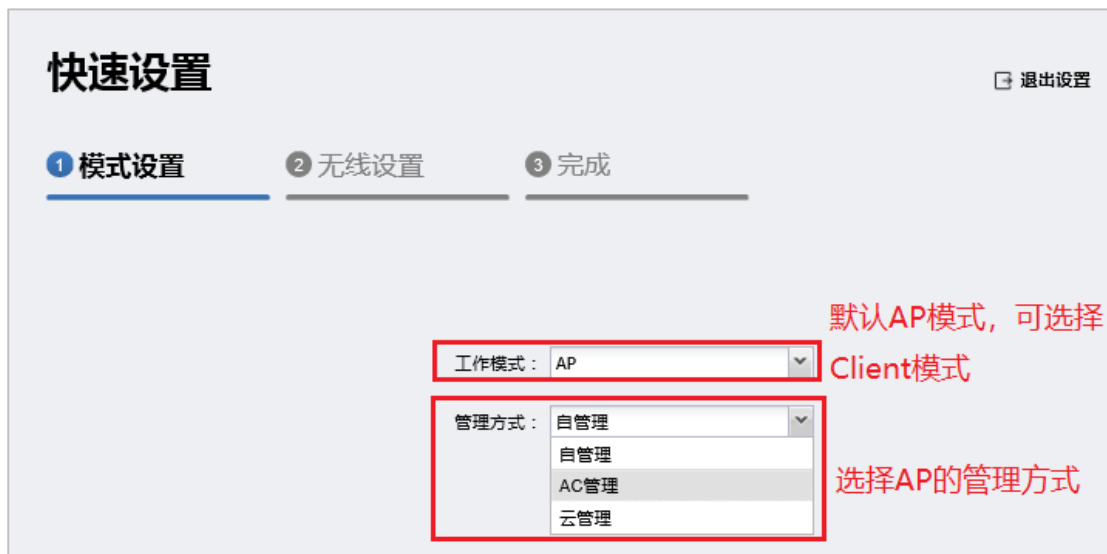 快速设置
退出设置
1 模式设置
2 无线设置
3 完成
默认AP模式，可选择
Client模式
工作模式： AP
管理方式： 自管理
自管理
AC管理
云管理
选择AP的管理方式